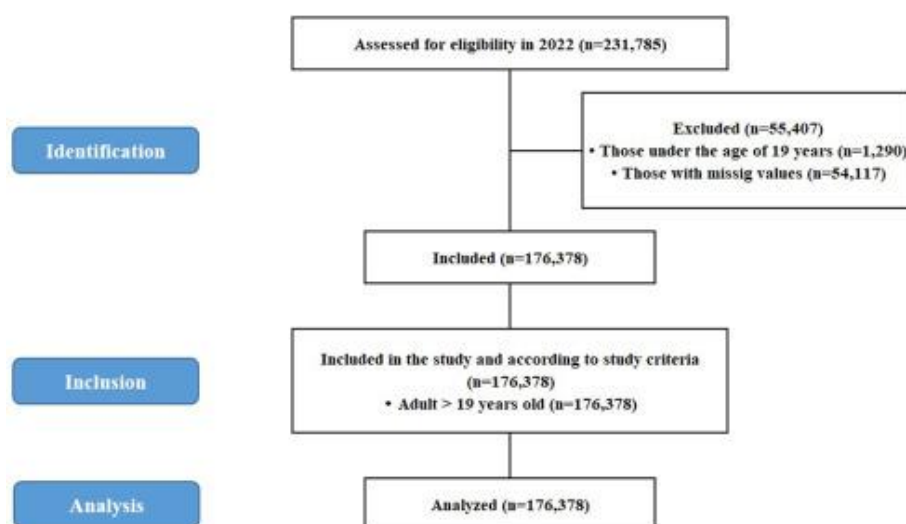 Assessed for eligibility in 2022 (n=231,785)
Identification
Excluded (n=55,407)
• Those under the age of 19 years (n=1,290)
• Those with missig values (n=54,117)
Included (n=176,378)
Inclusion
Included in the study and according to study criteria
(n=176,378)
• Adult > 19 years old (n=176,378)
Analysis
Analyzed (n=176,378)